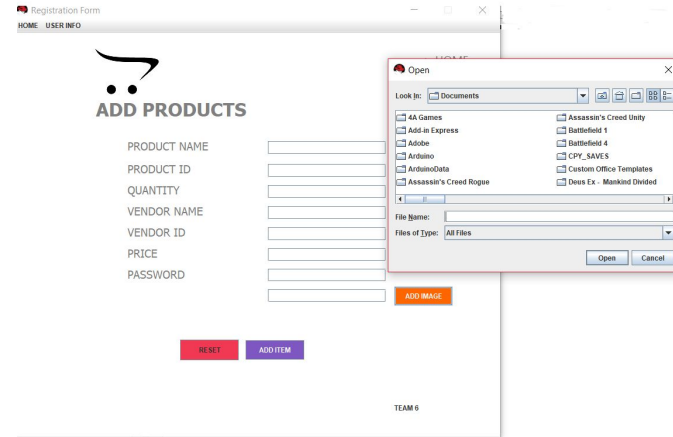 Registration Form
HOME USER INFO
HOME
ADD PRODUCTS
PRODUCT NAME
PRODUCT ID
QUANTITY
VENDOR NAME
VENDOR ID
PRICE
PASSWORD
ADD IMAGE
RESET
ADD ITEM
TEAM 6
Open
Look In: Documents
4A Games
Add-in Express
Adobe
Arduino
ArduinoData
Assassin's Creed Rogue
Assassin's Creed Unity
Battlefield 1
Battlefield 4
CPY_SAVES
Custom Office Templates
Deus Ex - Mankind Divided
File Name:
Files of Type: All Files
Open Cancel